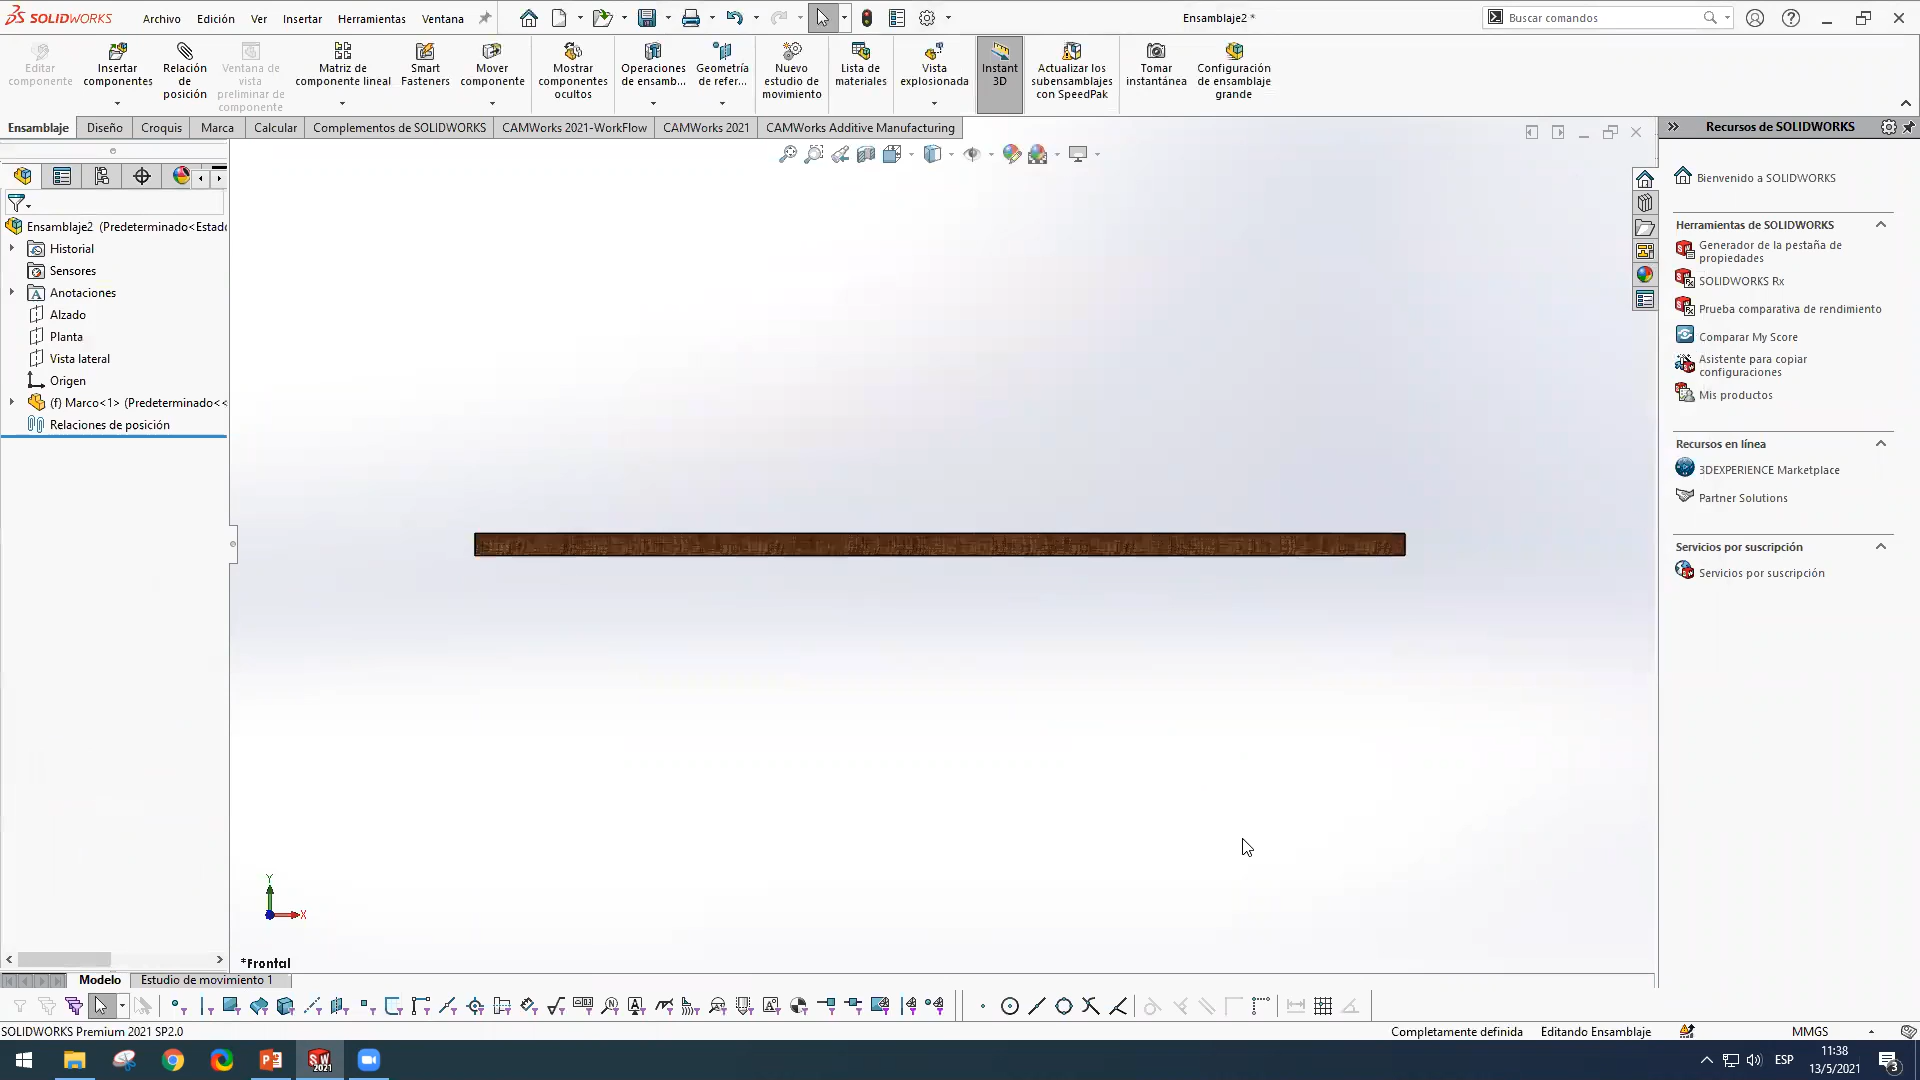 SOLIDWORKS
Archivo
Edición
Ver
Insertar
Herramientas
Ventana
Ensamblaje2 *
Buscar comandos
Editar
componente
Insertar
componentes
Relación
de
posición
Ventana de
vista
preliminar de
componente
Matriz de
componente lineal
Smart
Fasteners
Mover
componente
Mostrar
componentes
ocultos
Operaciones
de ensamb...
Geometría
de refer...
Nuevo
estudio de
movimiento
Lista de
materiales
Vista
explosionada
Instant
3D
Actualizar los
subensamblajes
con SpeedPak
Tomar
instantánea
Configuración
de ensamblaje
grande
Ensamblaje
Diseño
Croquis
Marca
Calcular
Complementos de SOLIDWORKS
CAMWorks 2021-WorkFlow
CAMWorks 2021
CAMWorks Additive Manufacturing
Recursos de SOLIDWORKS
Ensamblaje2 (Predeterminado<Estado
Historial
Sensores
Anotaciones
Alzado
Planta
Vista lateral
Origen
(f) Marco<1> (Predeterminado<<
Relaciones de posición
Bienvenido a SOLIDWORKS
Herramientas de SOLIDWORKS
Generador de la pestaña de
propiedades
SOLIDWORKS Rx
Prueba comparativa de rendimiento
Comparar My Score
Asistente para copiar
configuraciones
Mis productos
Recursos en línea
3DEXPERIENCE Marketplace
Partner Solutions
Servicios por suscripción
Servicios por suscripción
Y
X
*Frontal
Modelo
Estudio de movimiento 1
SOLIDWORKS Premium 2021 SP2.0
Completamente definida
Editando Ensamblaje
MMGS
ESP
11:38
13/5/2021
3